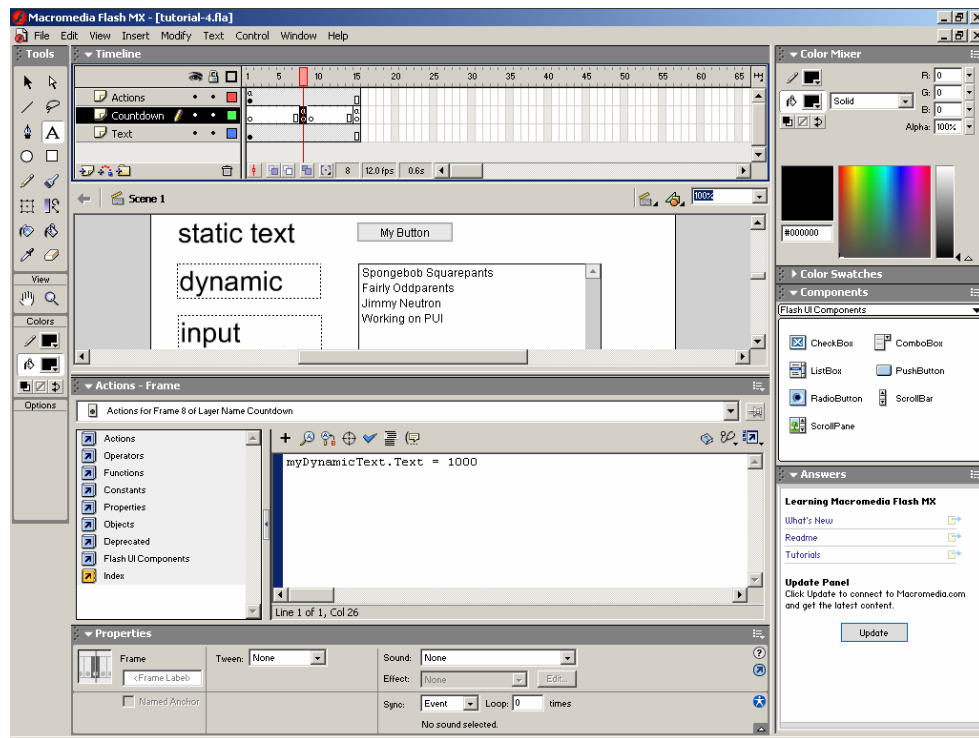 Macromedia Flash MX - [tutorial-4.fla]
File Edit View Insert Modify Text Control Window Help
Tools
Timeline
1 5 10 15 20 25 30 35 40 45 50 55 60 65
Actions
Countdown
Text
8 12.0 fps 0.6s
Scene 1
100%
static text
My Button
dynamic
input
Spongebob Squarepants
Fairly Oddparents
Jimmy Neutron
Working on PUI
View
Colors
Options
Actions - Frame
Actions for Frame 8 of Layer Name Countdown
Actions
Operators
Functions
Constants
Properties
Objects
Deprecated
Flash UI Components
Index
myDynamicText.Text = 1000
Line 1 of 1, Col 26
Properties
Frame
<Frame Label>
Named Anchor
Tween: None
Sound: None
Effect: None Edit...
Sync: Event Loop: 0 times
No sound selected.
Color Mixer
R: 0
G: 0
B: 0
Solid
Alpha: 100%
#000000
Color Swatches
Components
Flash UI Components
CheckBox ComboBox
ListBox PushButton
RadioButton ScrollBar
ScrollPane
Answers
Learning Macromedia Flash MX
What's New
Readme
Tutorials
Update Panel
Click Update to connect to Macromedia.com
and get the latest content.
Update